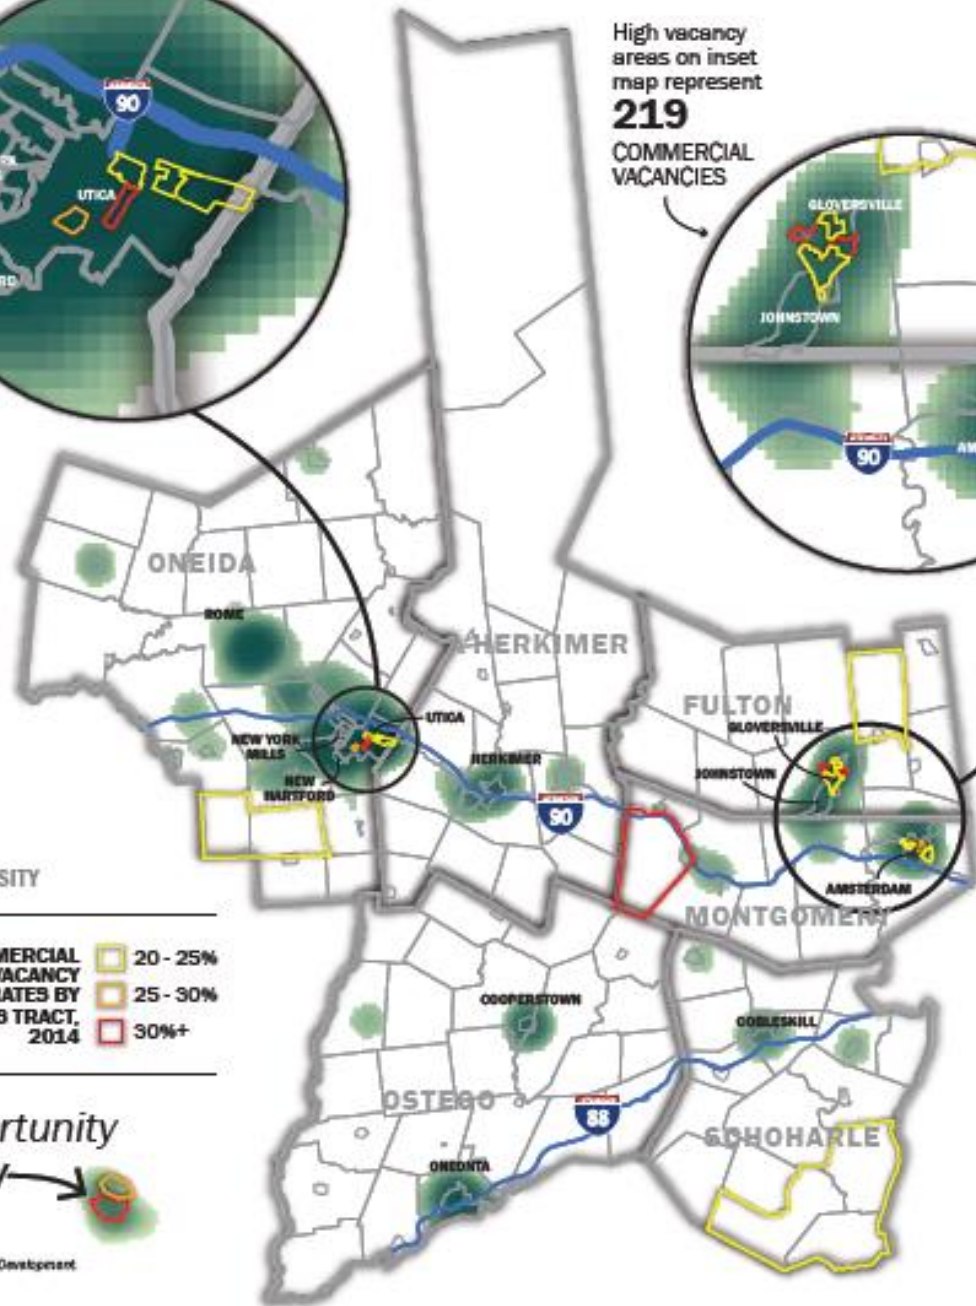 High vacancy
areas on inset
map represent
219
COMMERCIAL
VACANCIES
90
UTICA
GLOVERSVILLE
JOHNSTOWN
90
ONEIDA
ROME
HERKIMER
FULTON
GLOVERSVILLE
UTICA
NEW YORK
MILLS
HERKIMER
JOHNSTOWN
NEW
HARTFORD
90
AMSTERDAM
MONTGOMERY
SITY
MERCIAL
VACANCY
ATES BY
S TRACT,
2014
20 - 25%
25 - 30%
30%+
COOPERSTOWN
COBLESKILL
OSTEGO
88
SCHOHARLE
ONEONTA
rtunity
Development